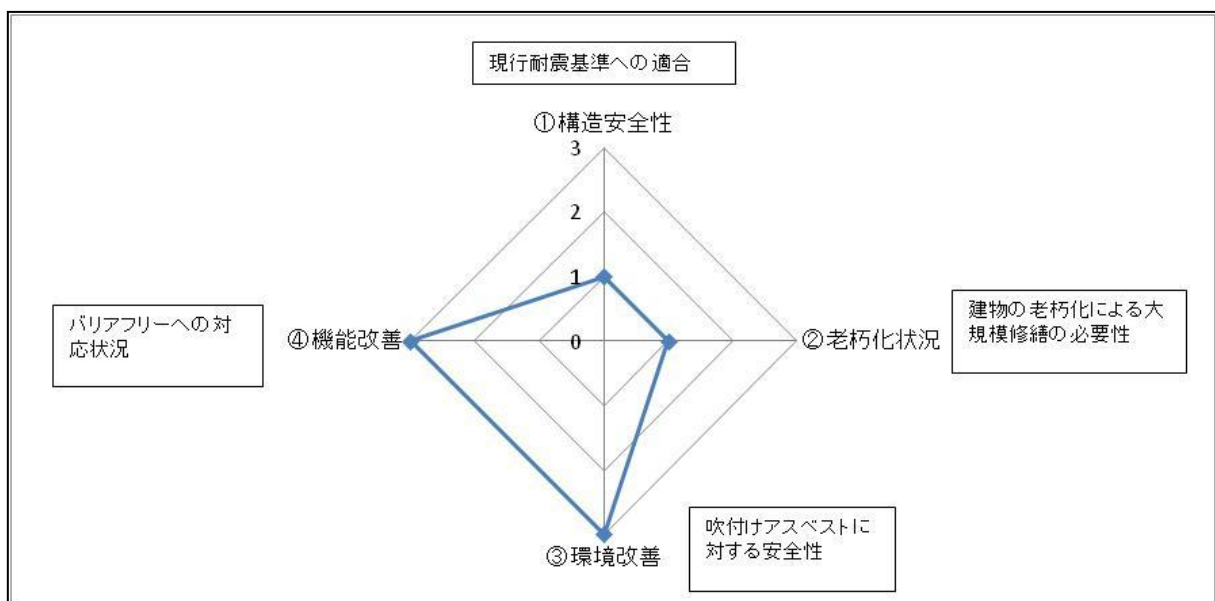 現行耐震基準への適合
①構造安全性
3
2
1
0
バリアフリーへの対
応状況
④機能改善
②老朽化状況
建物の老朽化による大
規模修繕の必要性
吹付けアスベストに
対する安全性
③環境改善